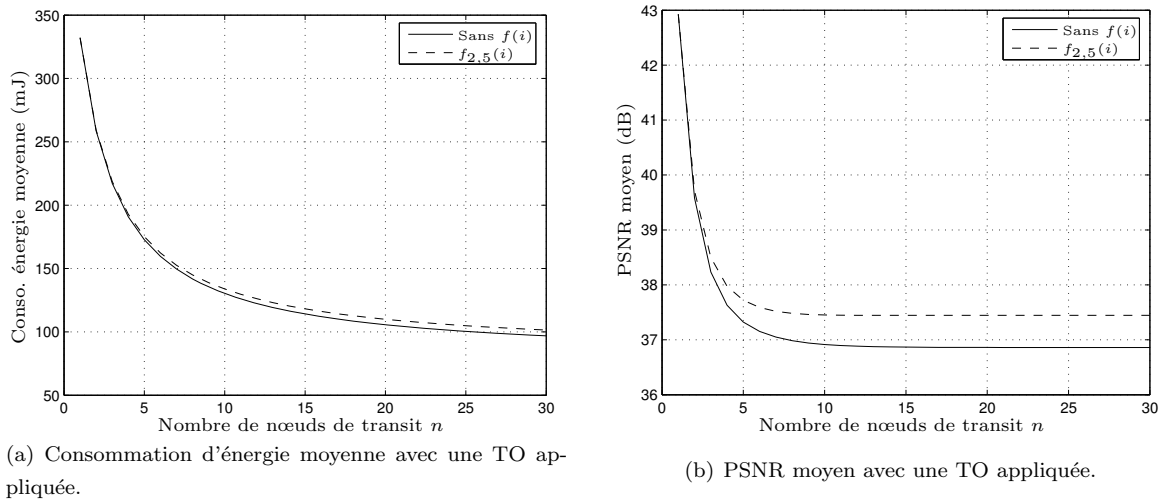 350
300
250
200
150
100
50
0
5
10
15
20
25
30
Conso. énergie moyenne (mJ)
Nombre de nœuds de transit n
Sans f(i)
f2,5(i)
(a) Consommation d'énergie moyenne avec une TO ap-
pliquée.
43
42
41
40
39
38
37
36
0
5
10
15
20
25
30
PSNR moyen (dB)
Nombre de nœuds de transit n
Sans f(i)
f2,5(i)
(b) PSNR moyen avec une TO appliquée.